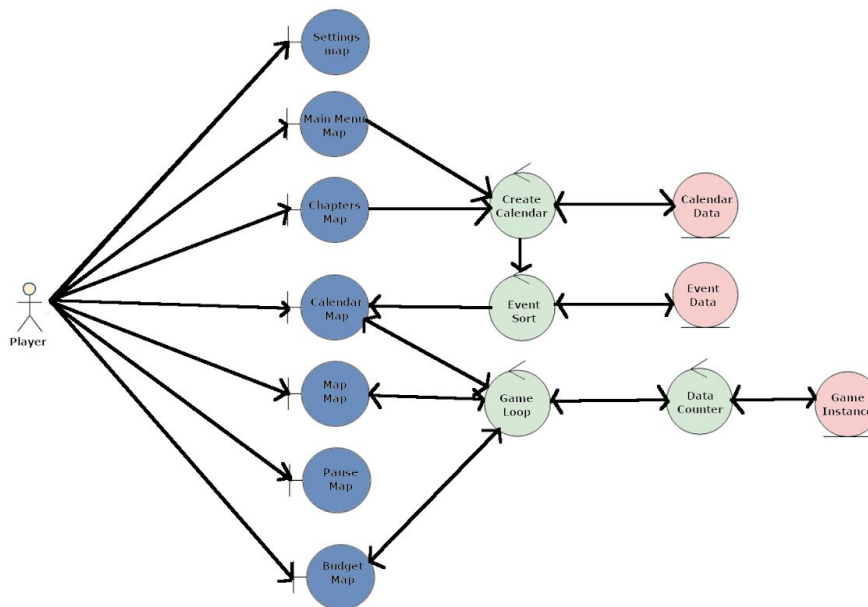 Settings
map
Main Menu
Map
Chapters
Map
Create
Calendar
Calendar
Data
Player
Calendar
Map
Event
Sort
Event
Data
Map
Map
Game
Loop
Data
Counter
Game
Instance
Pause
Map
Budget
Map